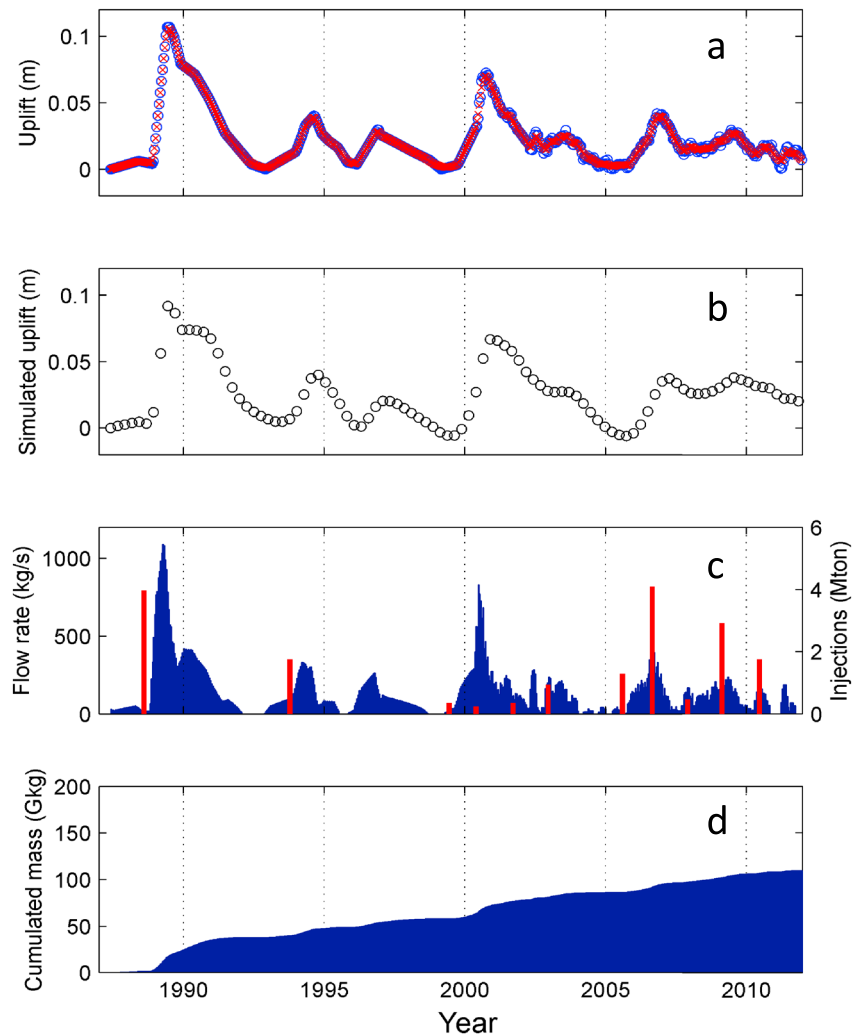 a
Uplift (m)
0.1
0.05
0
b
Simulated uplift (m)
0.1
0.05
0
c
Flow rate (kg/s)
1000
500
0
6
4
2
0
Injections (Mton)
d
Cumulated mass (Gkg)
200
150
100
50
0
1990 1995 2000 2005 2010
Year